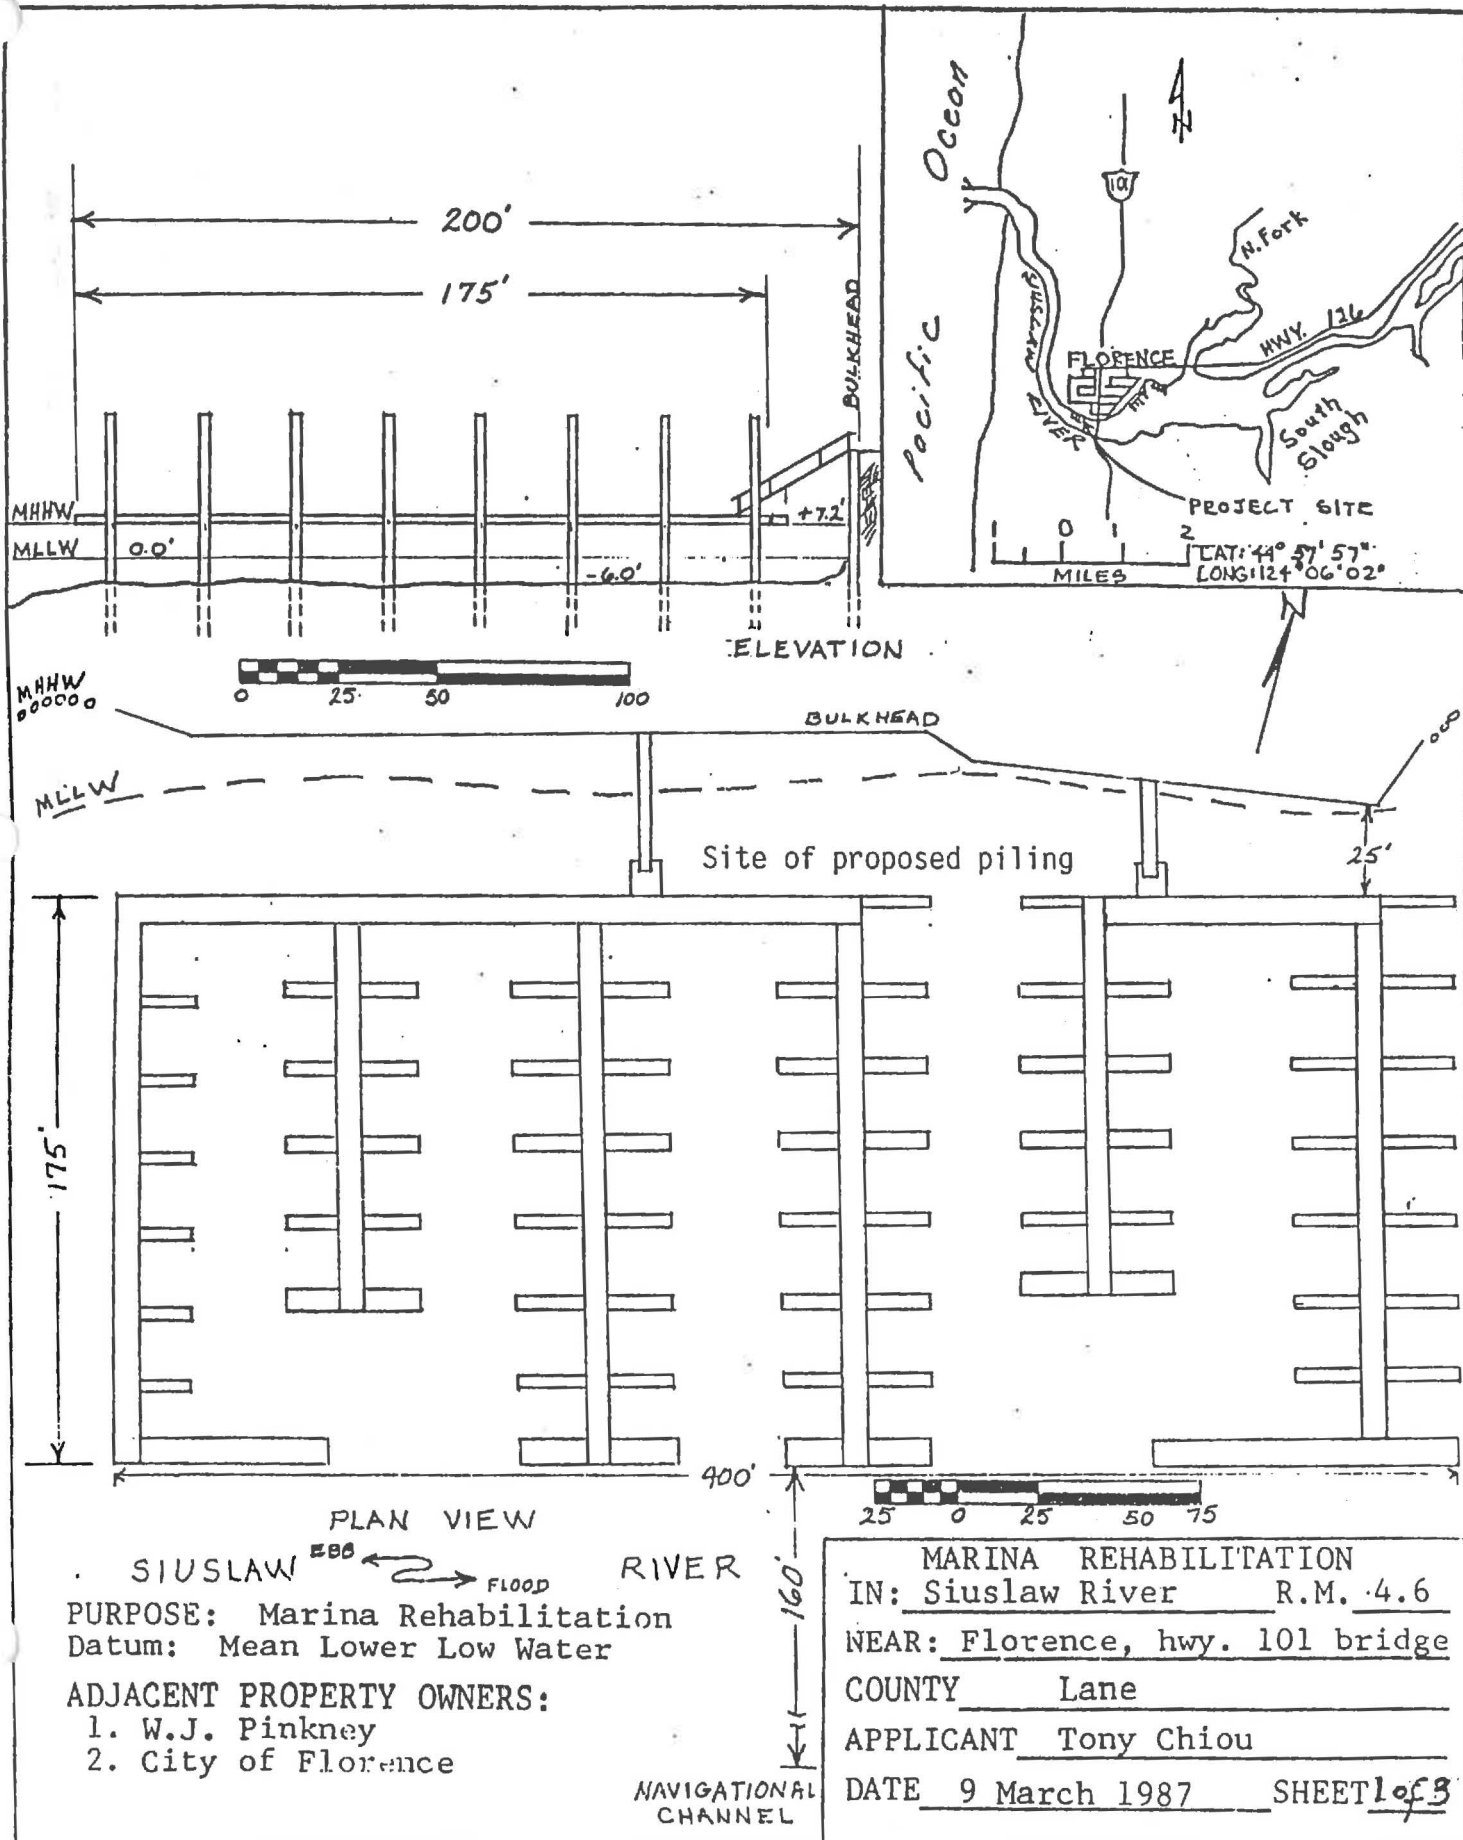 200'
175'
BULKHEAD
MHHW
+7.2'
MLLW
0.0'
-6.0'
ELEVATION
0 25 50 100
Pacific Ocean
N
101
N. Fork
SIUSLAW RIVER
FLORENCE
HWY. 126
South
Slough
PROJECT SITE
1 0 1 2
MILES
LAT: 44° 57' 57"
LONG: 124° 06' 02"
N
MHHW
BULKHEAD
MLLW
Site of proposed piling
25'
175'
400'
25 0 25 50 75
PLAN VIEW
SIUSLAW RIVER
EBB
FLOOD
160'
NAVIGATIONAL
CHANNEL
PURPOSE: Marina Rehabilitation
Datum: Mean Lower Low Water
ADJACENT PROPERTY OWNERS:
1. W.J. Pinkney
2. City of Florence
MARINA REHABILITATION
IN: Siuslaw River R.M. 4.6
NEAR: Florence, hwy. 101 bridge
COUNTY Lane
APPLICANT Tony Chiou
DATE 9 March 1987 SHEET 1 of 3